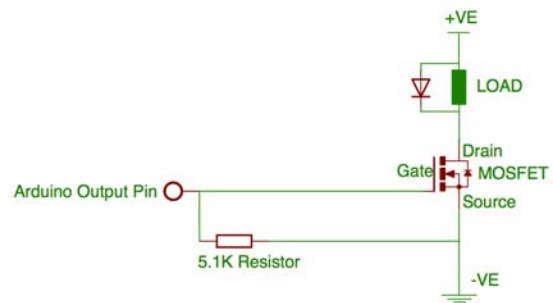 +VE
LOAD
Drain
Gate
MOSFET
Arduino Output Pin
Source
5.1K Resistor
-VE